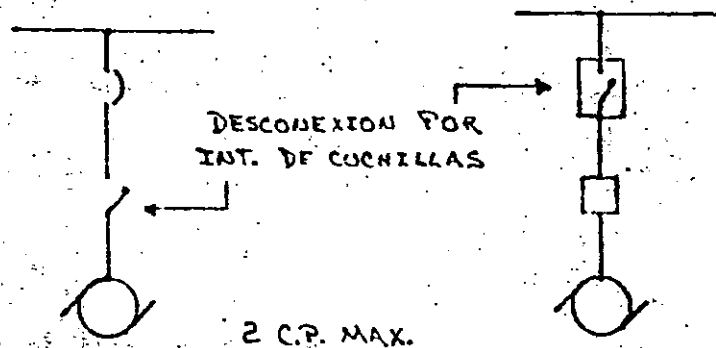 DESCONEXION POR
INT. DE CUCHILLAS
2 C.P. MAX.